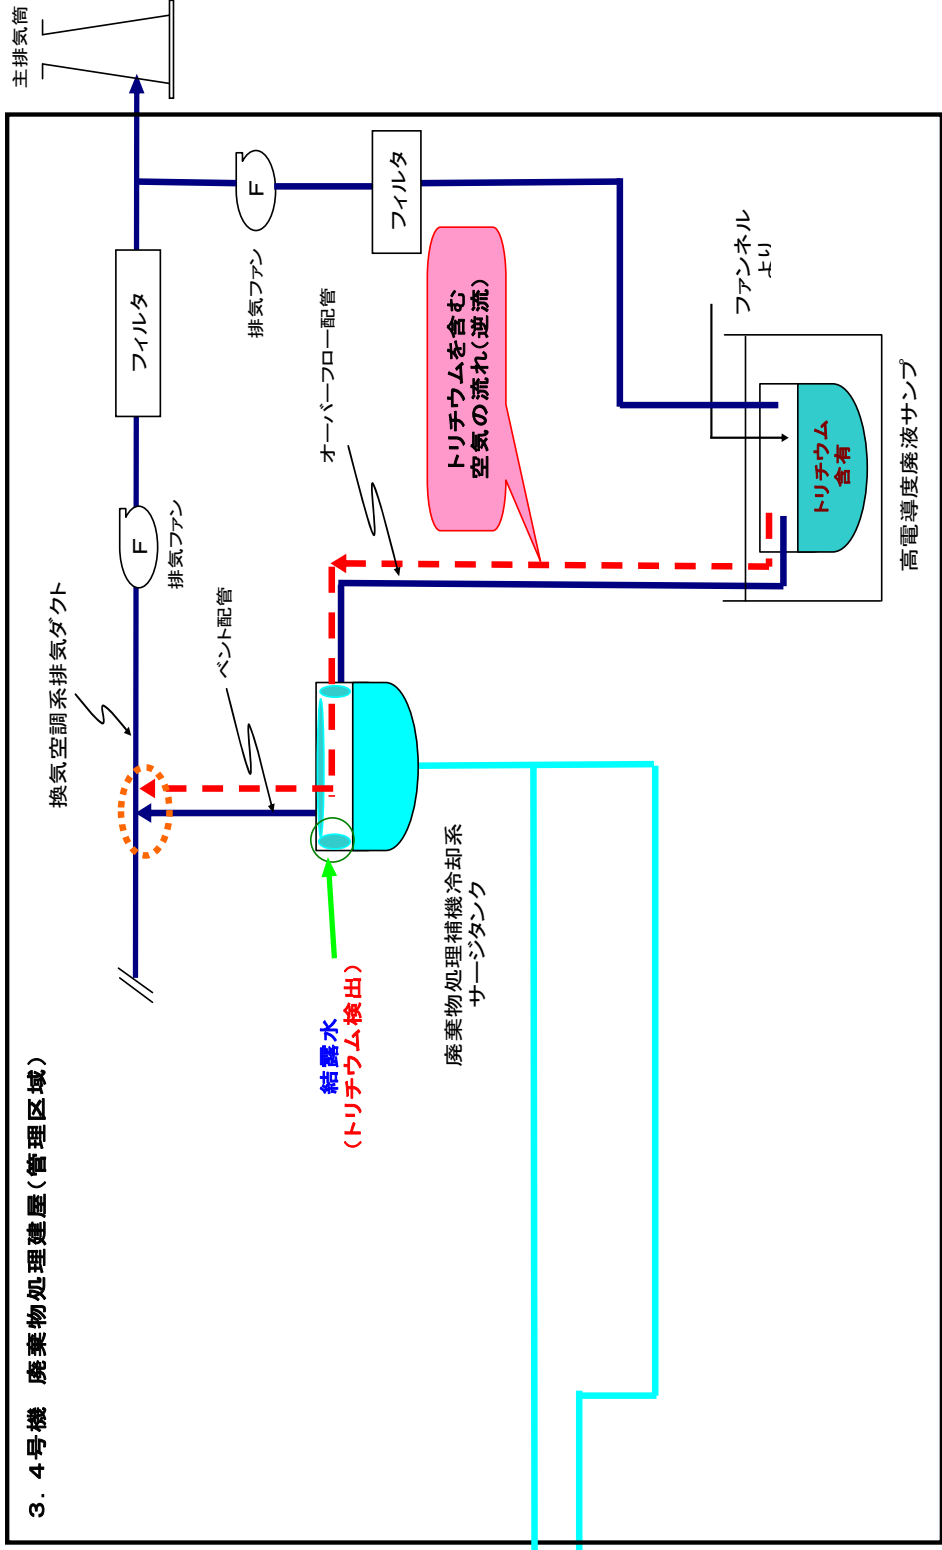 3．4号機　廃棄物処理建屋（管理区域）
換気空調系排気ダクト
主排気筒
F
排気ファン
フィルタ
ベント配管
F
排気ファン
フィルタ
オーバーフロー配管
トリチウムを含む
空気の流れ（逆流）
結露水
（トリチウム検出）
廃棄物処理補機冷却系
サージタンク
ファンネル
より
トリチウム
含有
高電導度廃液サンプ